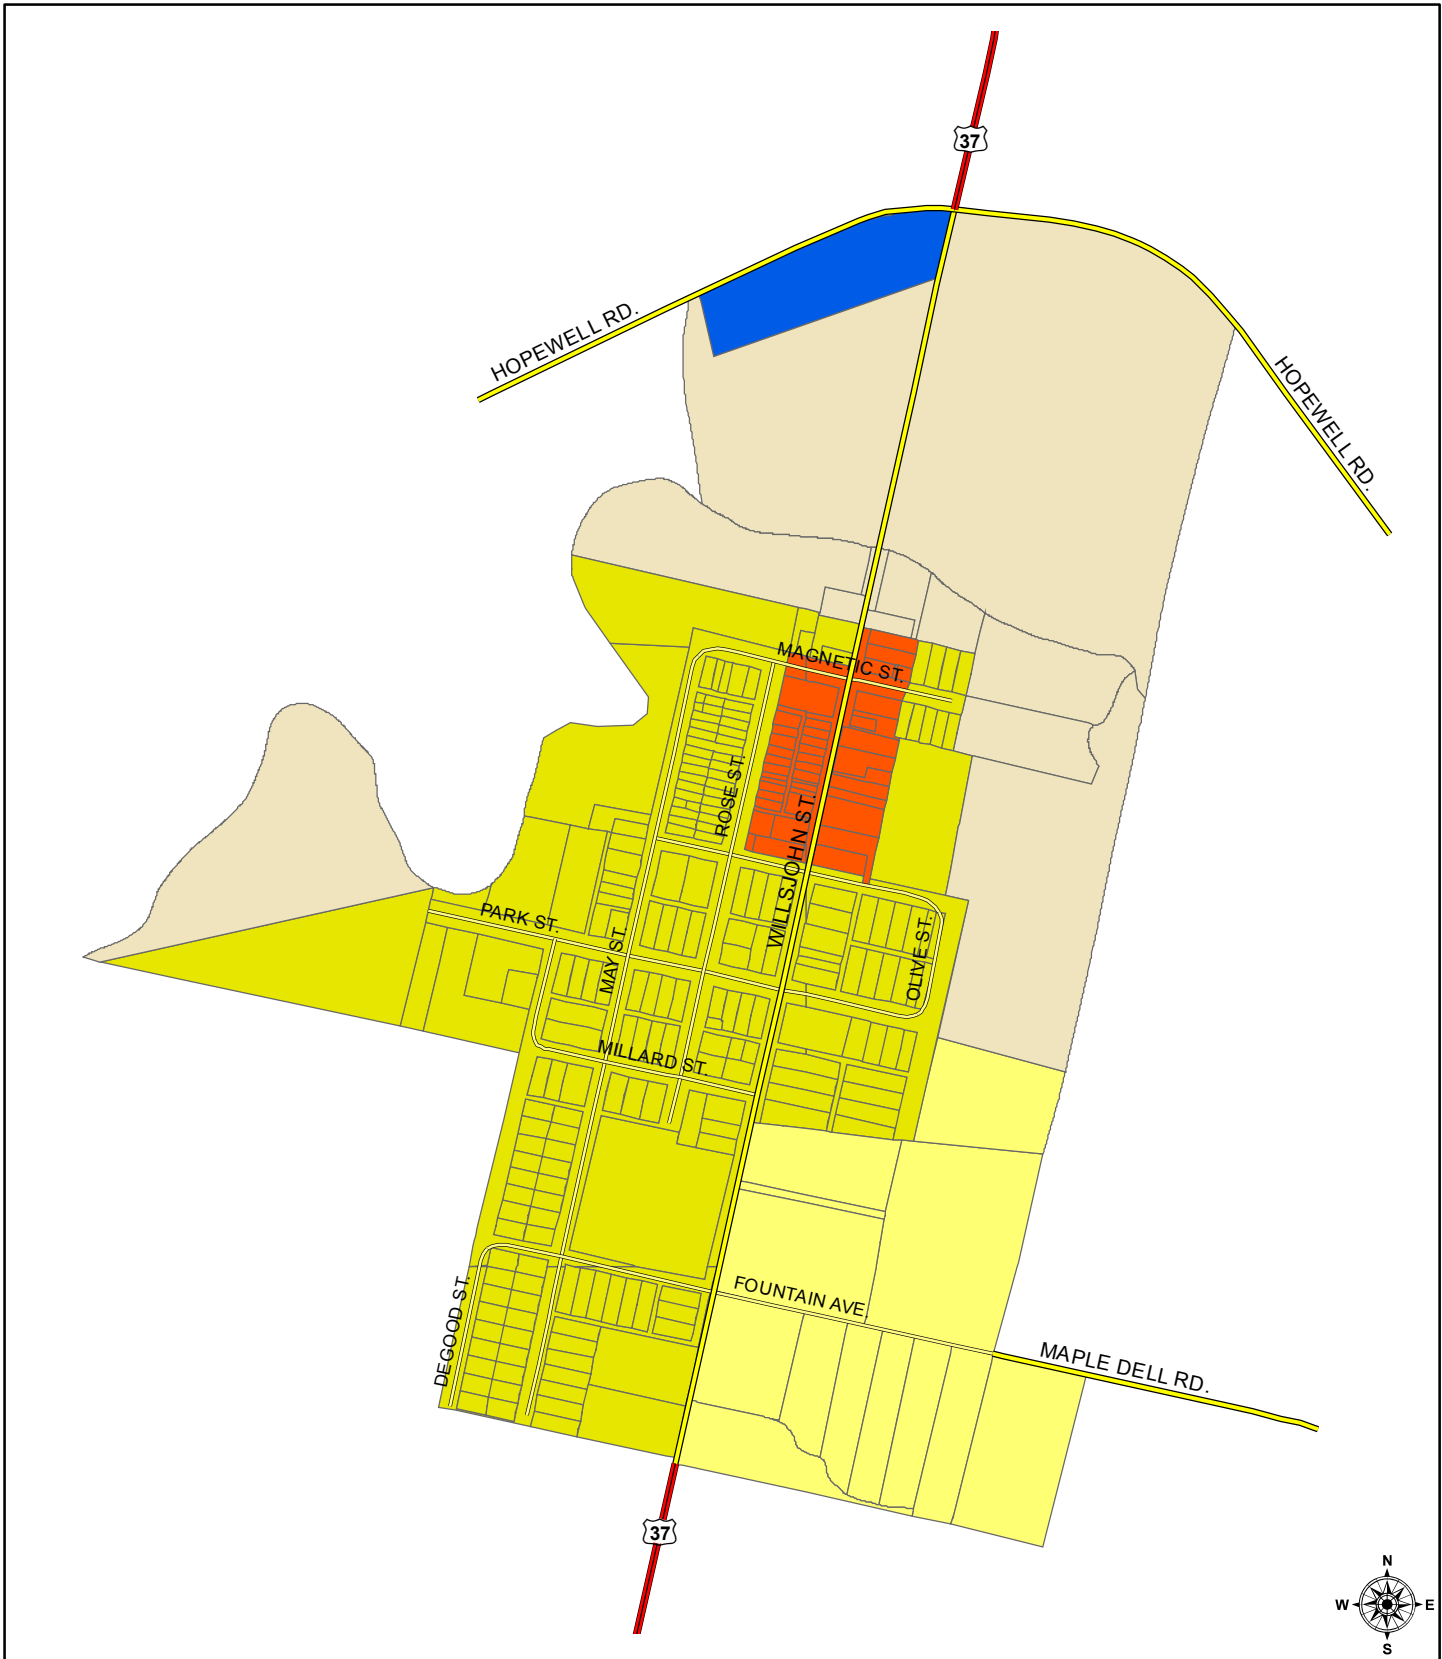 37
HOPEWELL RD.
HOPEWELL RD.
MAGNETIC ST.
ROSE ST.
WILLSJOHN ST.
PARK ST.
MAY ST.
OLIVE ST.
MILLARD ST.
FOUNTAIN AVE.
DEGOOD ST.
MAPLE DELL RD.
37
N
W E
S